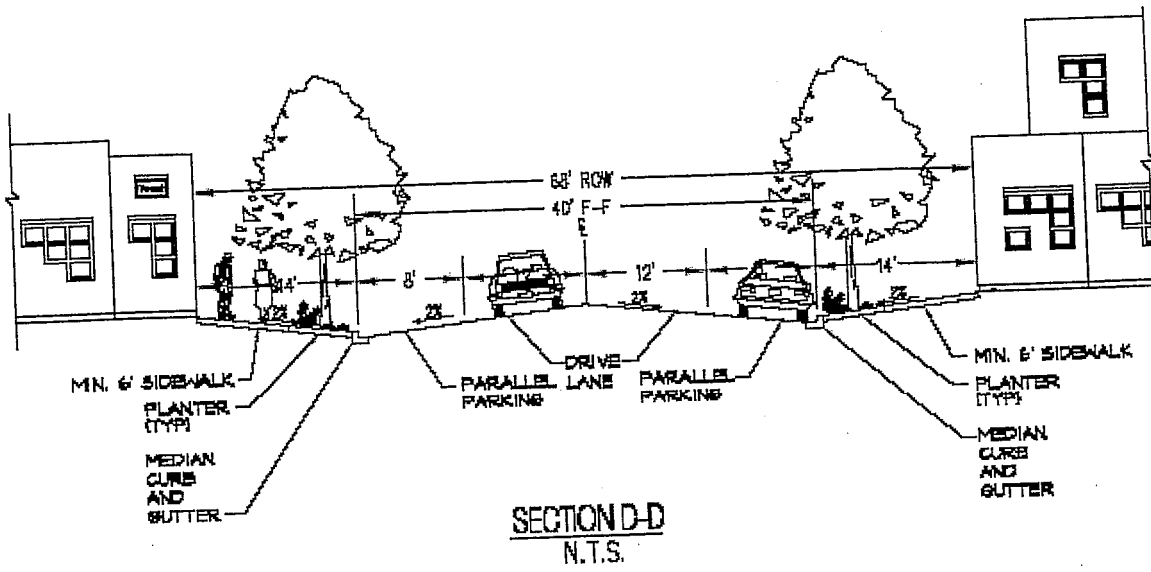 68' ROW
40' F-F
14'
8'
12'
14'
2%
2%
2%
2%
MIN. 6' SIDEWALK
PLANTER
(TYP)
MEDIAN
CURB
AND
GUTTER
PARALLEL
PARKING
DRIVE
LANE
PARALLEL
PARKING
MIN. 6' SIDEWALK
PLANTER
(TYP)
MEDIAN
CURB
AND
GUTTER
SECTION D-D
N.T.S.